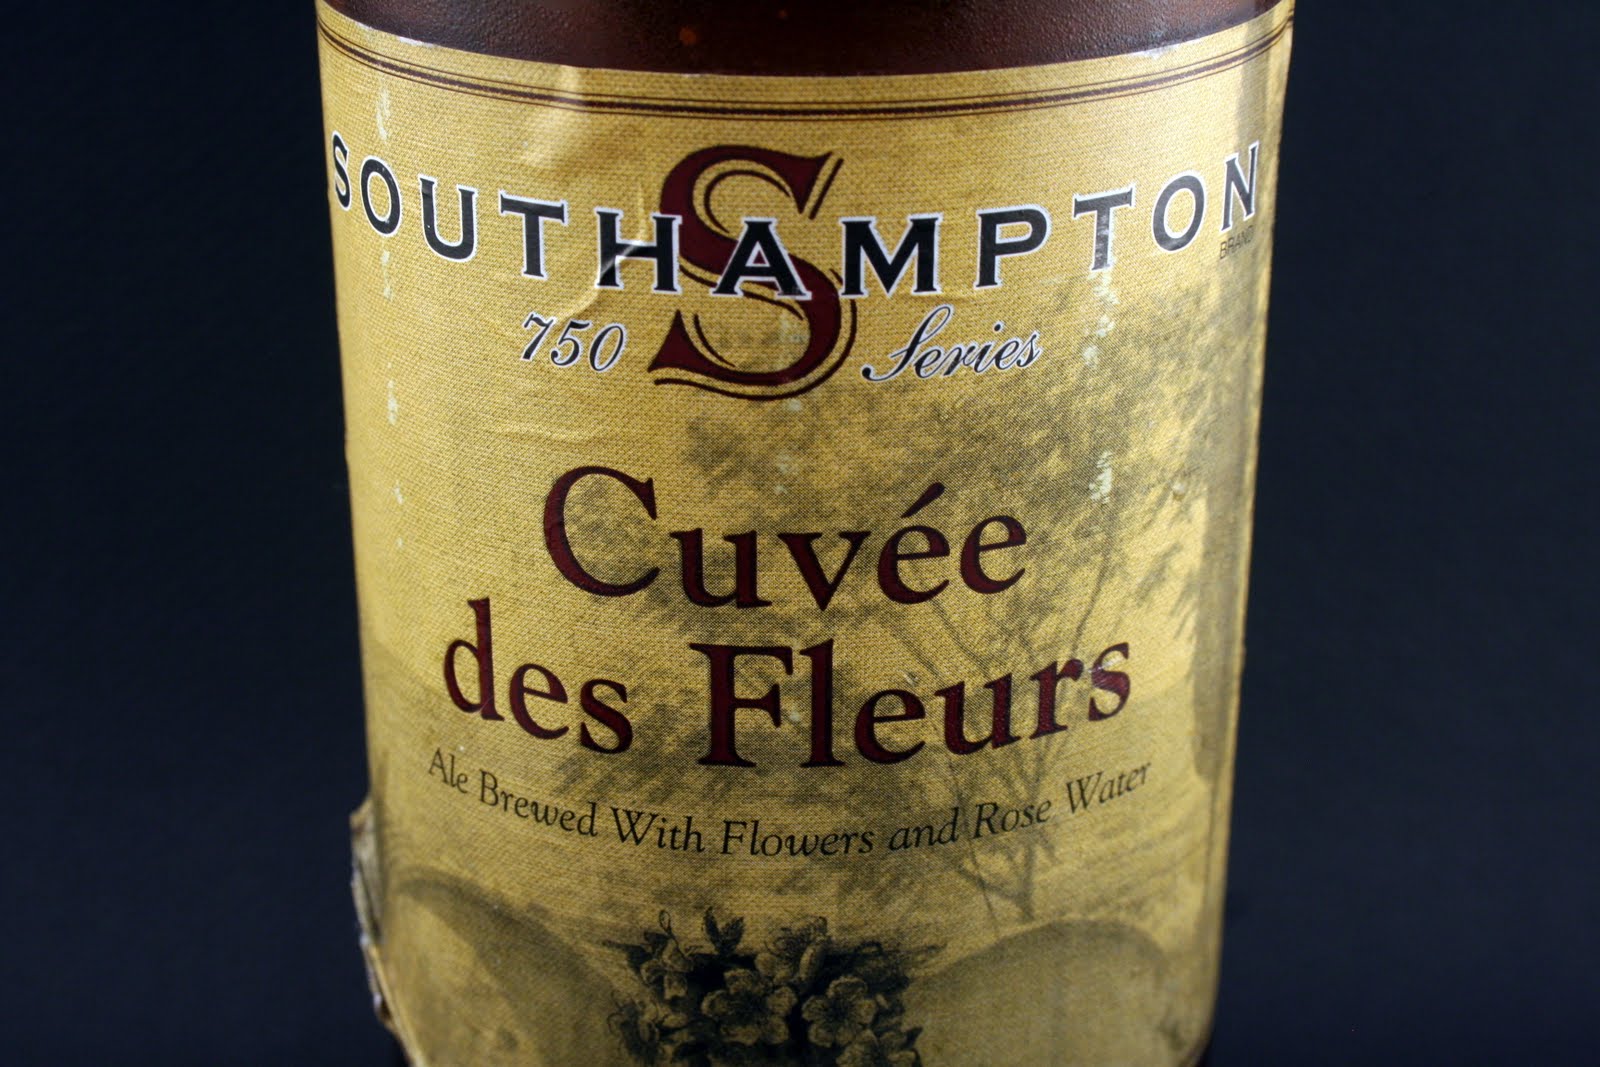 SOUTHAMPTON
BRAND
S
750 Series
Cuvée
des Fleurs
Ale Brewed With Flowers and Rose Water